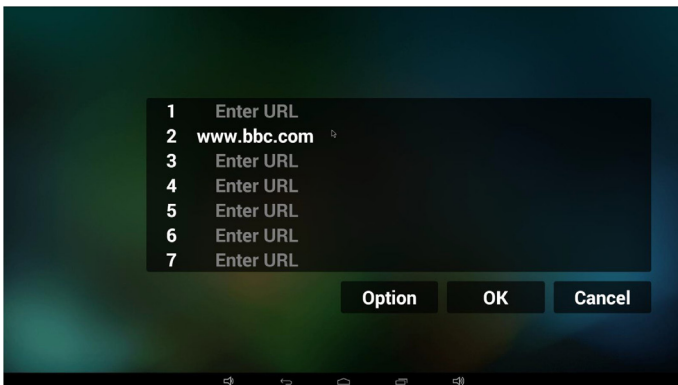 1 Enter URL
2 www.bbc.com
3 Enter URL
4 Enter URL
5 Enter URL
6 Enter URL
7 Enter URL
Option OK Cancel